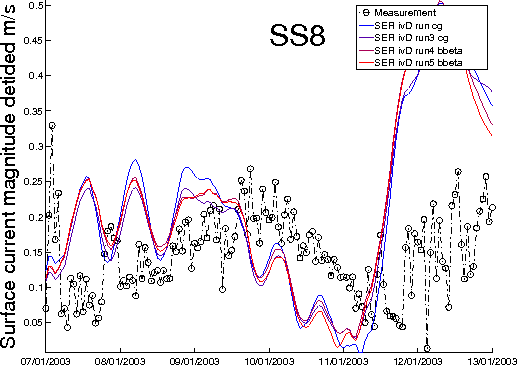 0.5
0.45
0.4
0.35
0.3
0.25
0.2
0.15
0.1
0.05
Surface current magnitude detided m/s
SS8
Measurement
SER ivD run cg
SER ivD run3 cg
SER ivD run4 bbeta
SER ivD run5 bbeta
07/01/2003 08/01/2003 09/01/2003 10/01/2003 11/01/2003 12/01/2003 13/01/2003